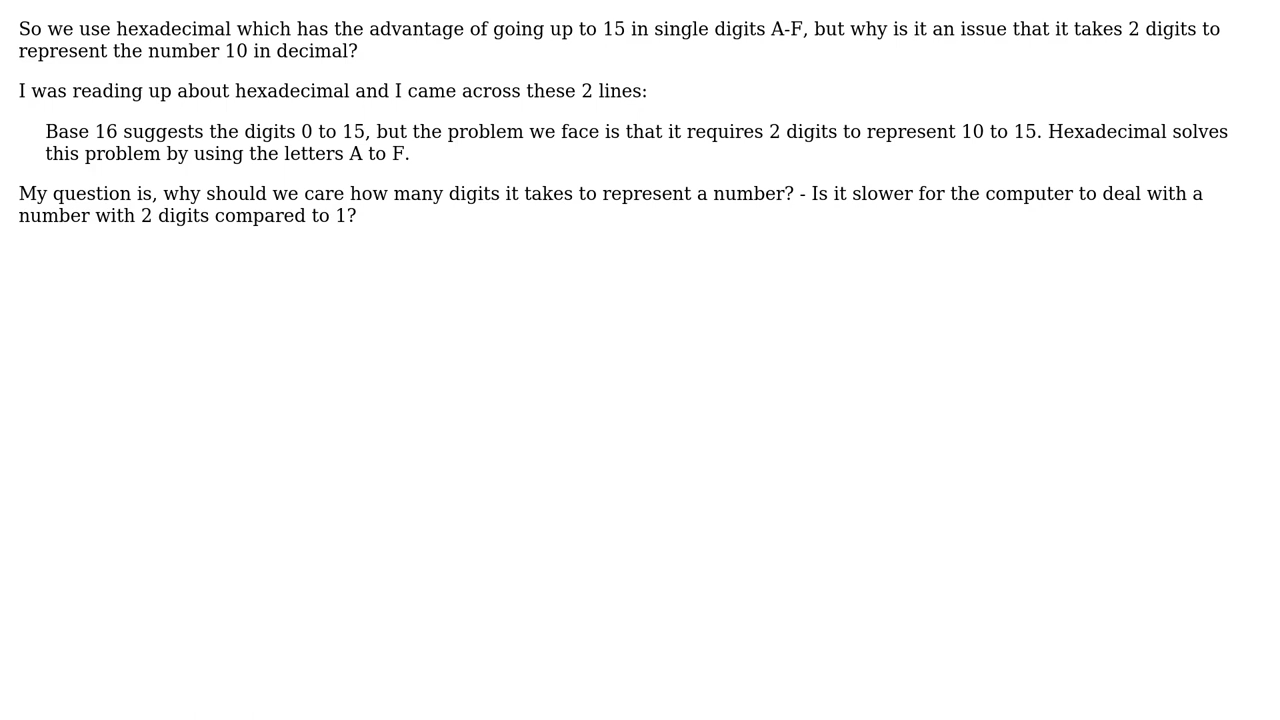 So we use hexadecimal which has the advantage of going up to 15 in single digits A-F, but why is it an issue that it takes 2 digits to
represent the number 10 in decimal?
I was reading up about hexadecimal and I came across these 2 lines:
Base 16 suggests the digits 0 to 15, but the problem we face is that it requires 2 digits to represent 10 to 15. Hexadecimal solves
this problem by using the letters A to F.
My question is, why should we care how many digits it takes to represent a number? - Is it slower for the computer to deal with a
number with 2 digits compared to 1?